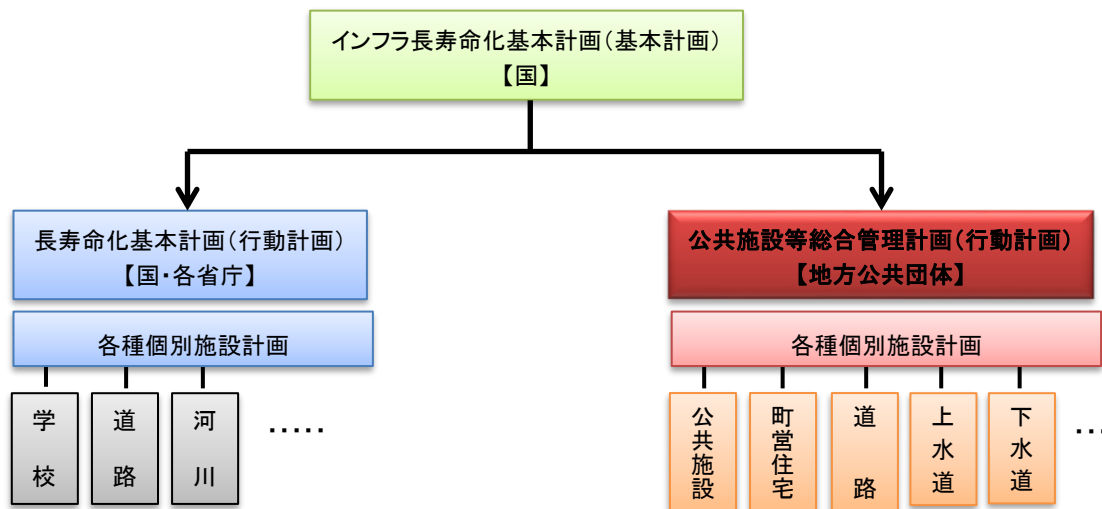 インフラ長寿命化基本計画(基本計画)
【国】
長寿命化基本計画(行動計画)
【国・各省庁】
公共施設等総合管理計画(行動計画)
【地方公共団体】
各種個別施設計画
各種個別施設計画
学校
道路
河川
‥‥‥
公共施設
町営住宅
道路
上水道
下水道
…